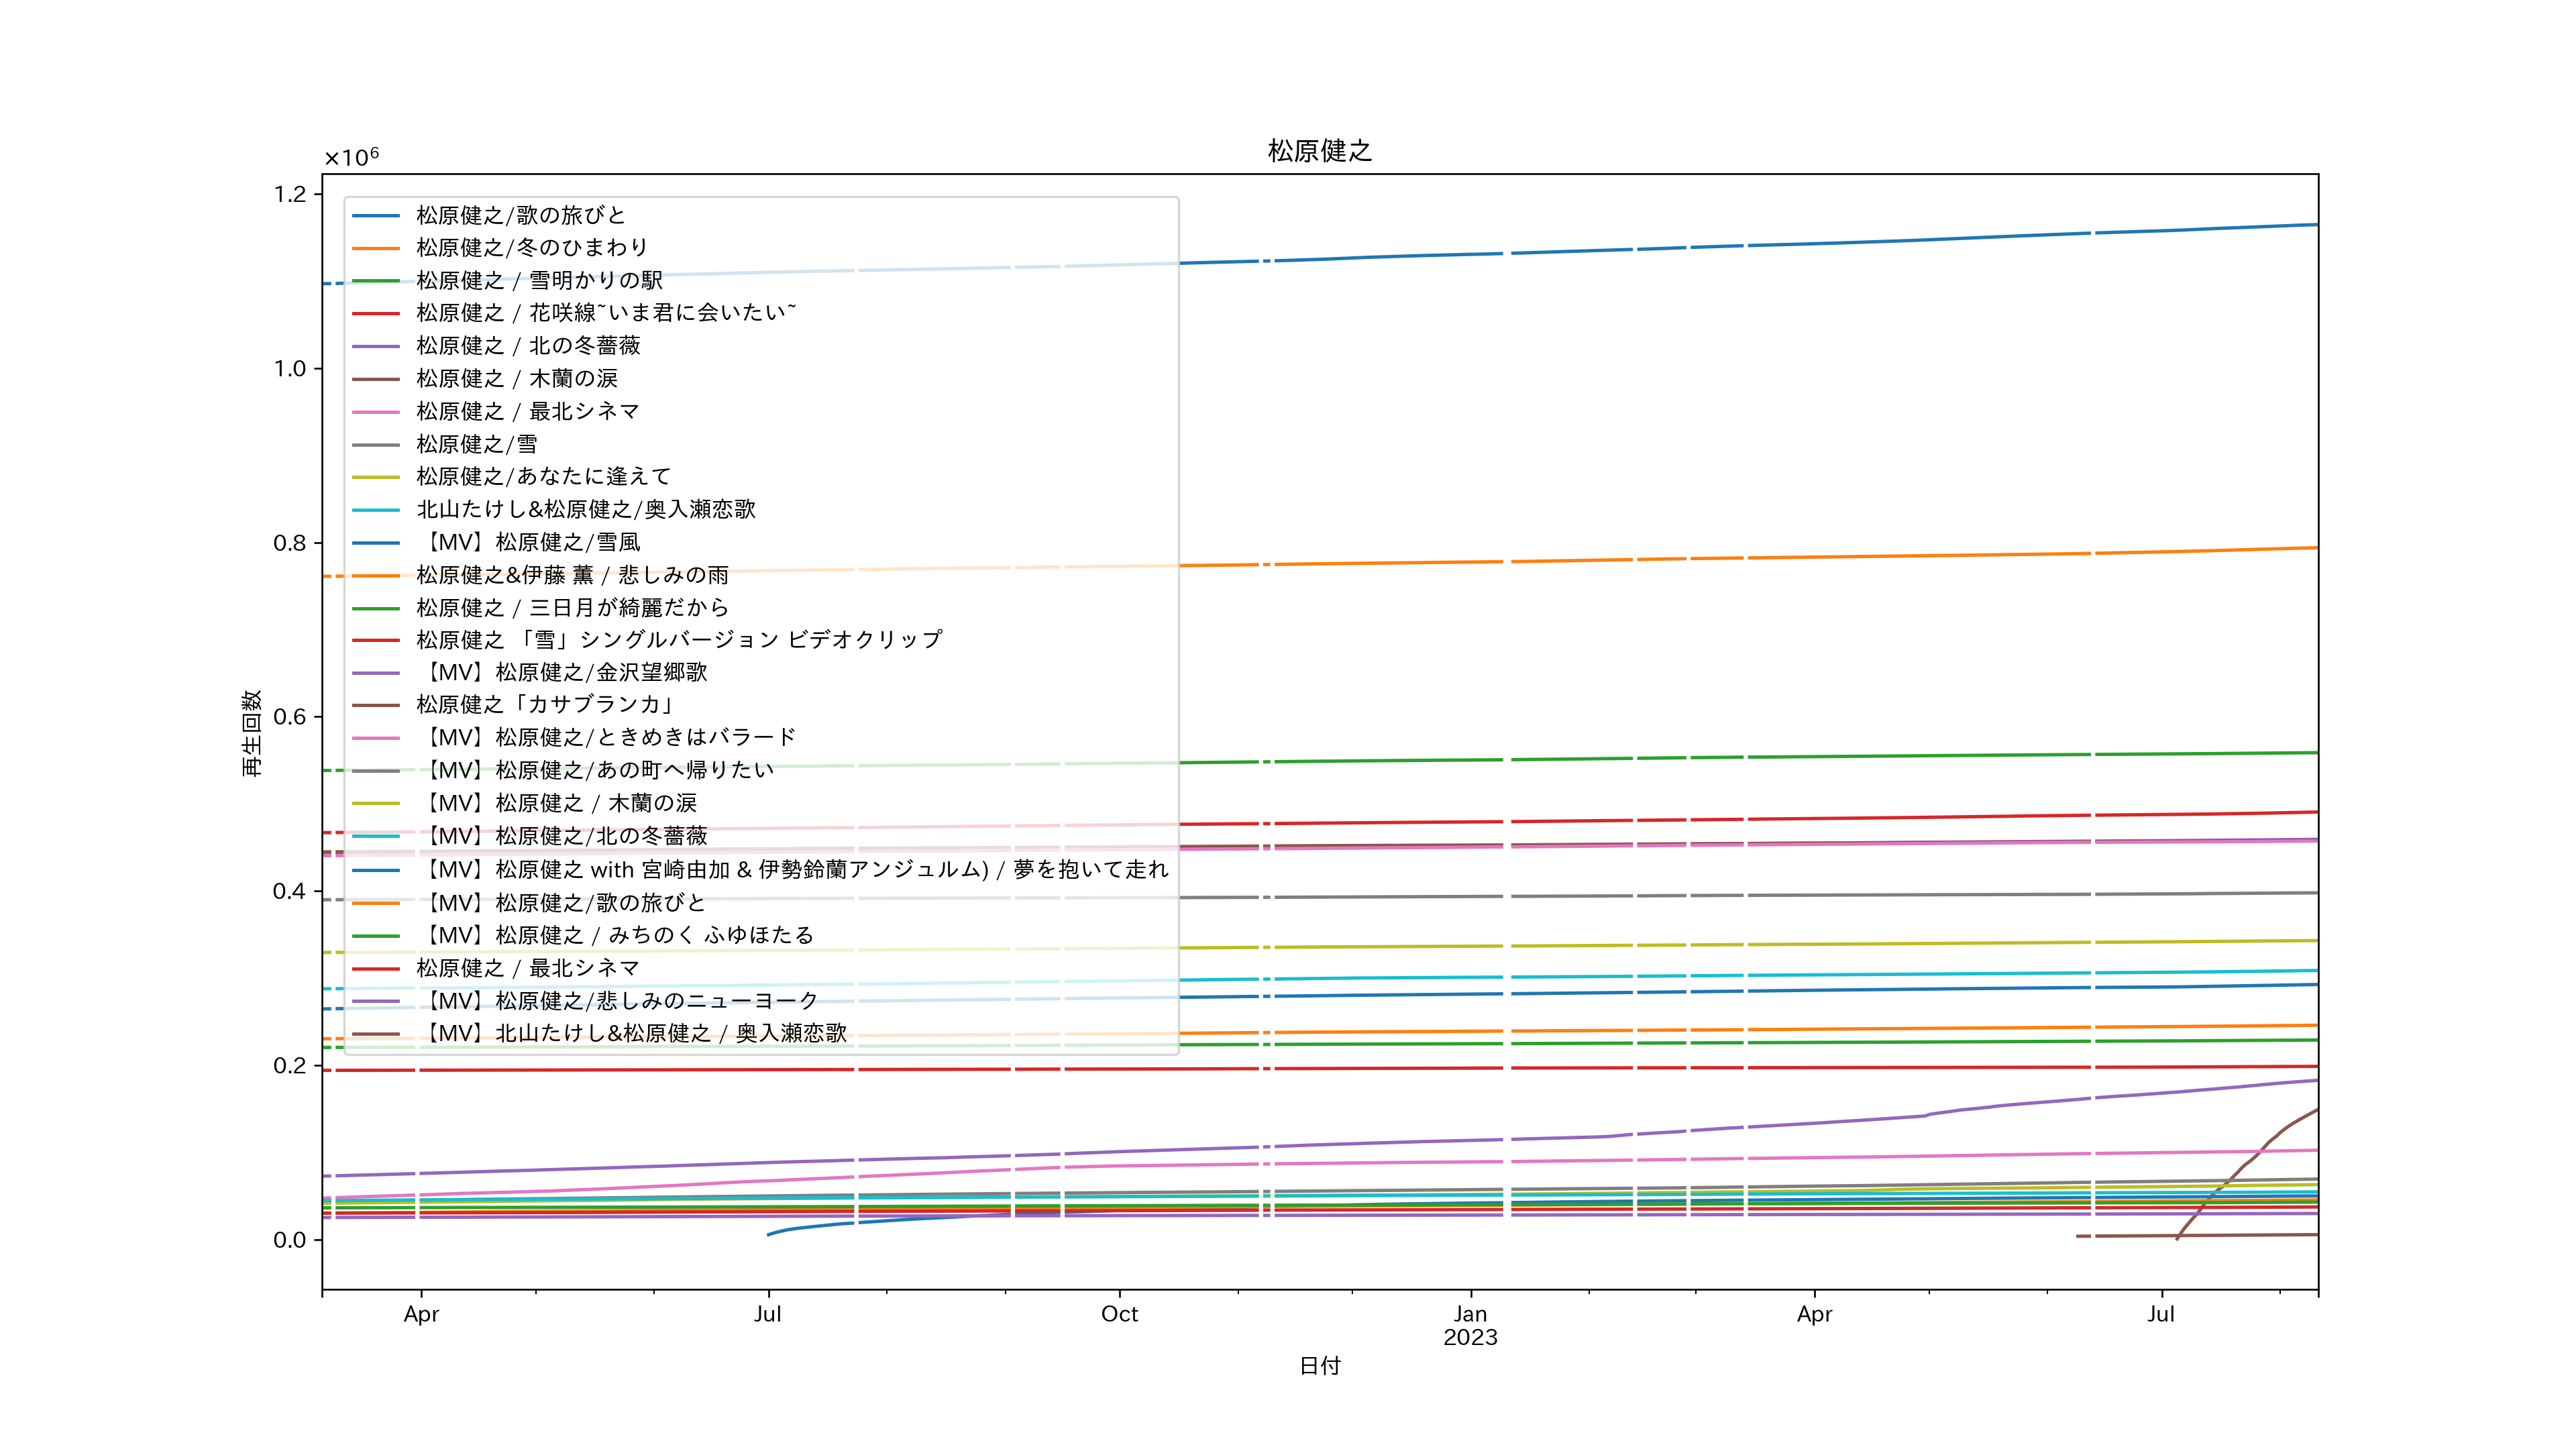 松原健之
×10⁶
1.2
1.0
0.8
0.6
0.4
0.2
0.0
再生回数
松原健之/歌の旅びと
松原健之/冬のひまわり
松原健之 / 雪明かりの駅
松原健之 / 花咲線~いま君に会いたい~
松原健之 / 北の冬薔薇
松原健之 / 木蘭の涙
松原健之 / 最北シネマ
松原健之/雪
松原健之/あなたに逢えて
北山たけし&松原健之/奥入瀬恋歌
【MV】松原健之/雪風
松原健之&伊藤 薫 / 悲しみの雨
松原健之 / 三日月が綺麗だから
松原健之 「雪」シングルバージョン ビデオクリップ
【MV】松原健之/金沢望郷歌
松原健之「カサブランカ」
【MV】松原健之/ときめきはバラード
【MV】松原健之/あの町へ帰りたい
【MV】松原健之 / 木蘭の涙
【MV】松原健之/北の冬薔薇
【MV】松原健之 with 宮崎由加 & 伊勢鈴蘭アンジュルム) / 夢を抱いて走れ
【MV】松原健之/歌の旅びと
【MV】松原健之 / みちのく ふゆほたる
松原健之 / 最北シネマ
【MV】松原健之/悲しみのニューヨーク
【MV】北山たけし&松原健之 / 奥入瀬恋歌
Apr Jul Oct Jan Apr Jul
2023
日付